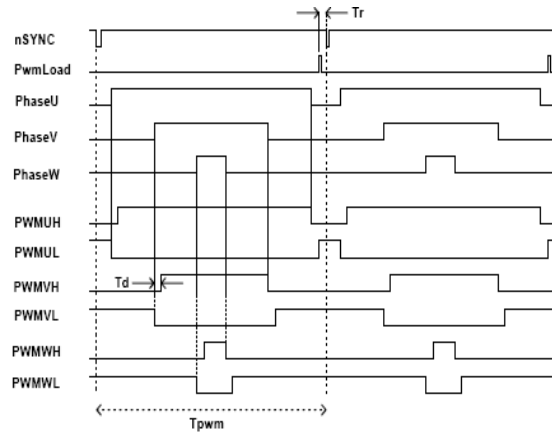 Tr
nSYNC
PwmLoad
PhaseU
PhaseV
PhaseW
PWMUH
PWMUL
Td
PWMVH
PWMVL
PWMWH
PWMWL
Tpwm